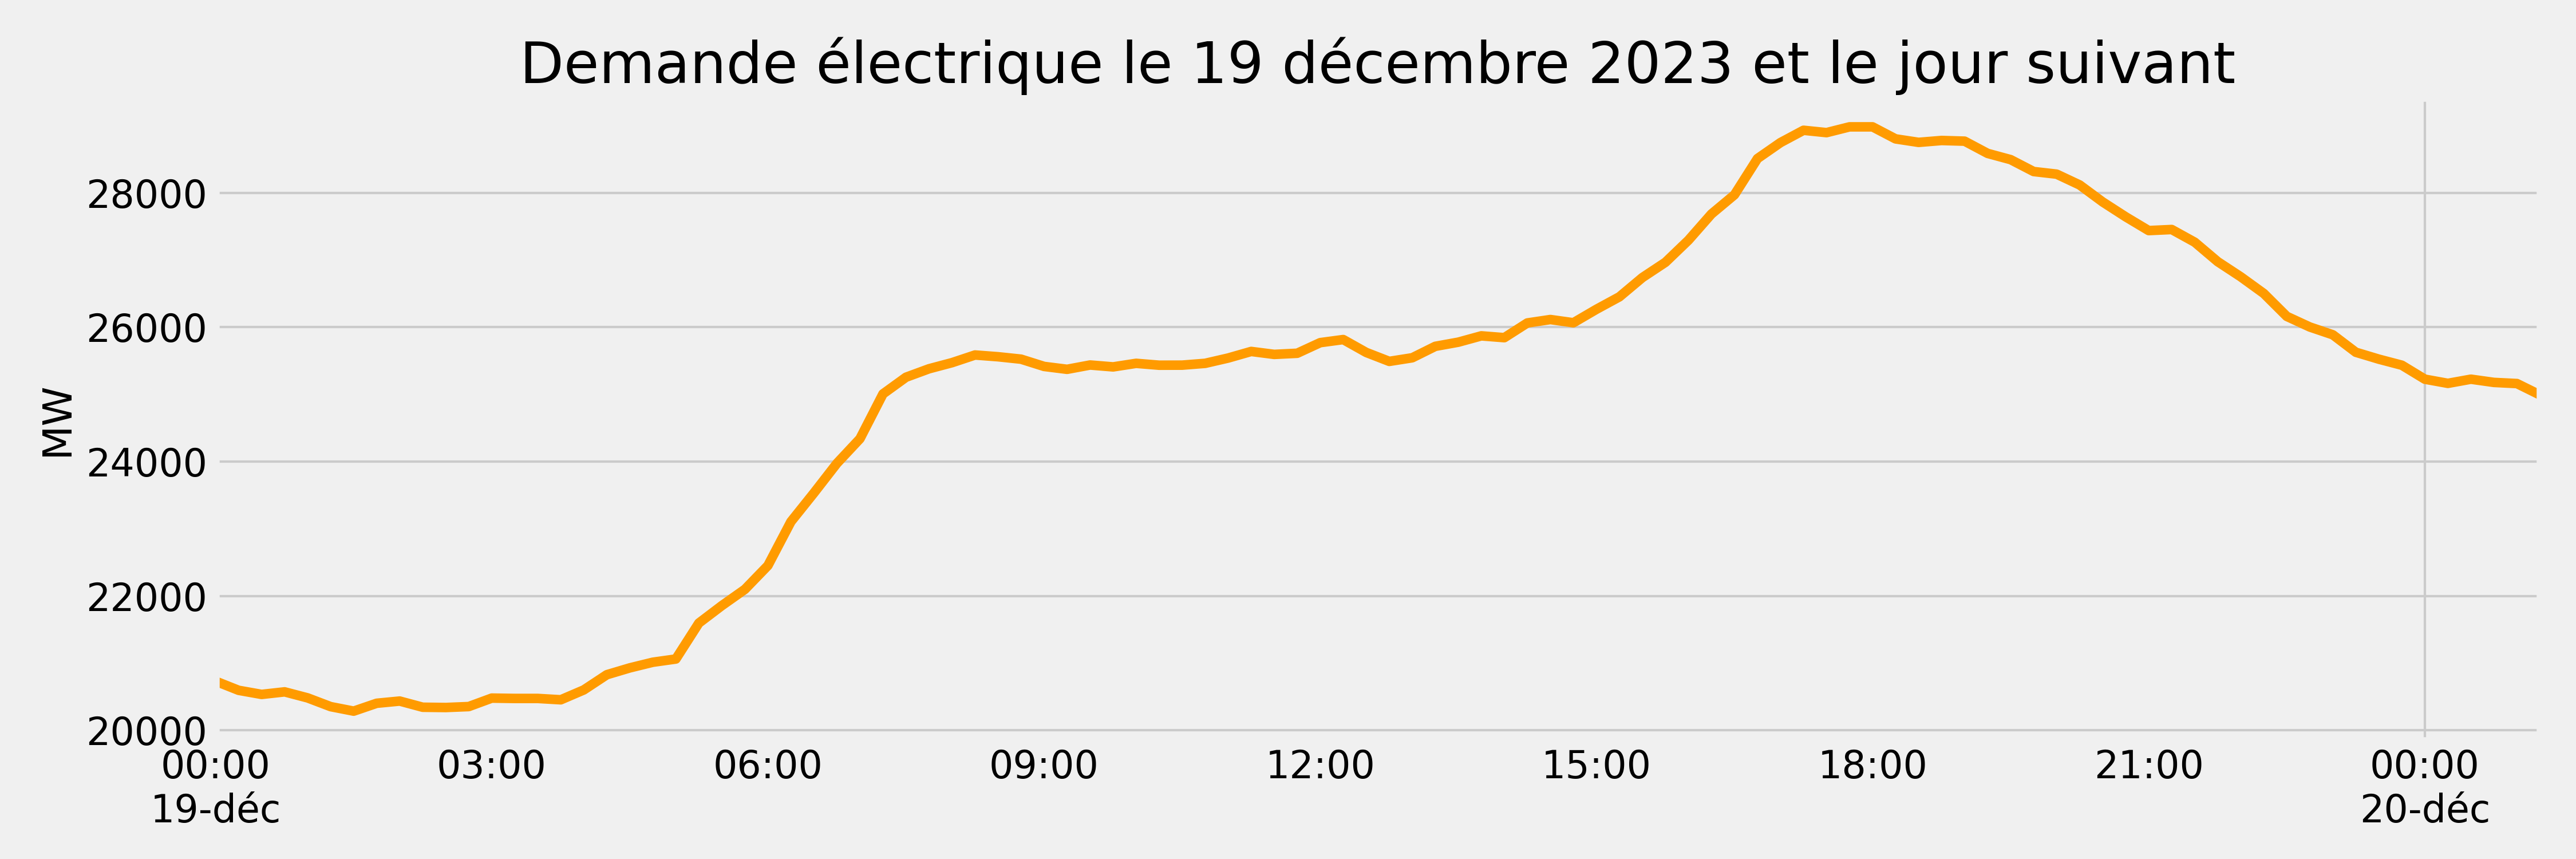 Demande électrique le 19 décembre 2023 et le jour suivant
MW
28000
26000
24000
22000
20000
00:00 03:00 06:00 09:00 12:00 15:00 18:00 21:00 00:00
19-déc 20-déc